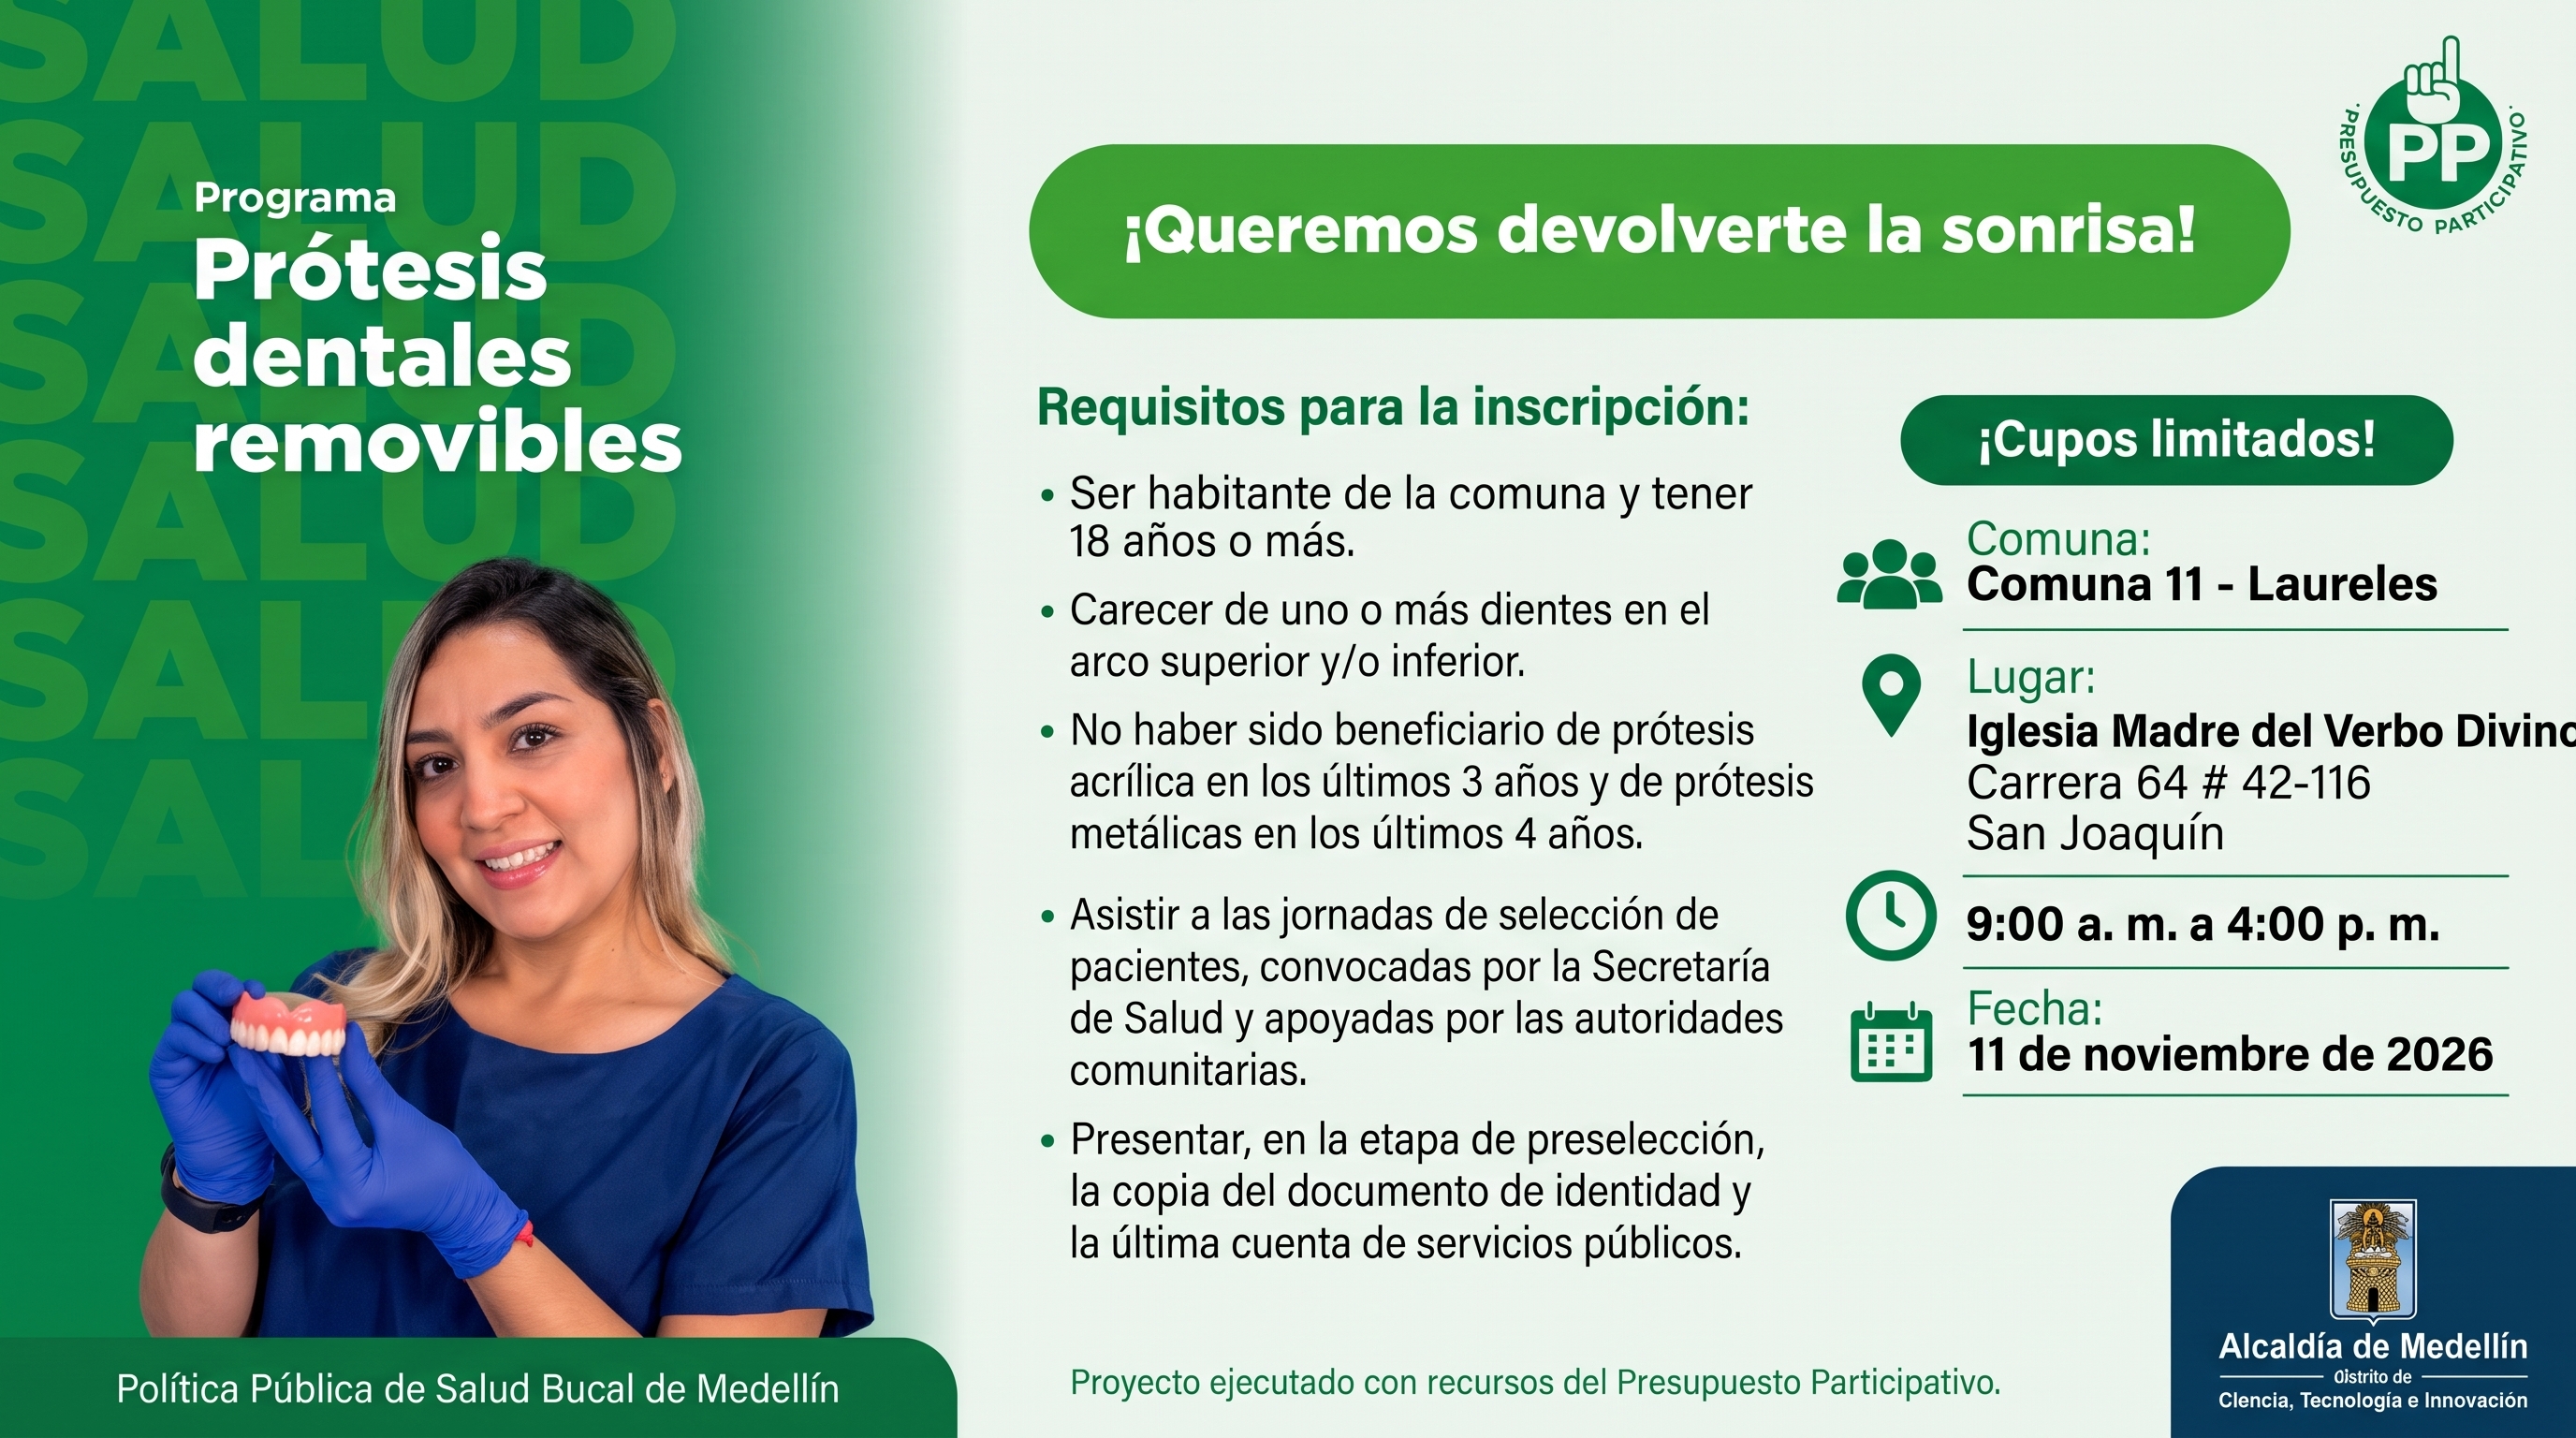 SALUD
SALUD
SALUD
SALUD
SAL
SAL
Programa
Prótesis
dentales
removibles
Política Pública de Salud Bucal de Medellín
PP
·PRESUPUESTO PARTICIPATIVO·
¡Queremos devolverte la sonrisa!
Requisitos para la inscripción:
• Ser habitante de la comuna y tener
18 años o más.
• Carecer de uno o más dientes en el
arco superior y/o inferior.
• No haber sido beneficiario de prótesis
acrílica en los últimos 3 años y de prótesis
metálicas en los últimos 4 años.
• Asistir a las jornadas de selección de
pacientes, convocadas por la Secretaría
de Salud y apoyadas por las autoridades
comunitarias.
• Presentar, en la etapa de preselección,
la copia del documento de identidad y
la última cuenta de servicios públicos.
¡Cupos limitados!
Comuna:
Comuna 11 - Laureles
Lugar:
Iglesia Madre del Verbo Divino
Carrera 64 # 42-116
San Joaquín
9:00 a. m. a 4:00 p. m.
Fecha:
11 de noviembre de 2026
Proyecto ejecutado con recursos del Presupuesto Participativo.
Alcaldía de Medellín
Distrito de
Ciencia, Tecnología e Innovación